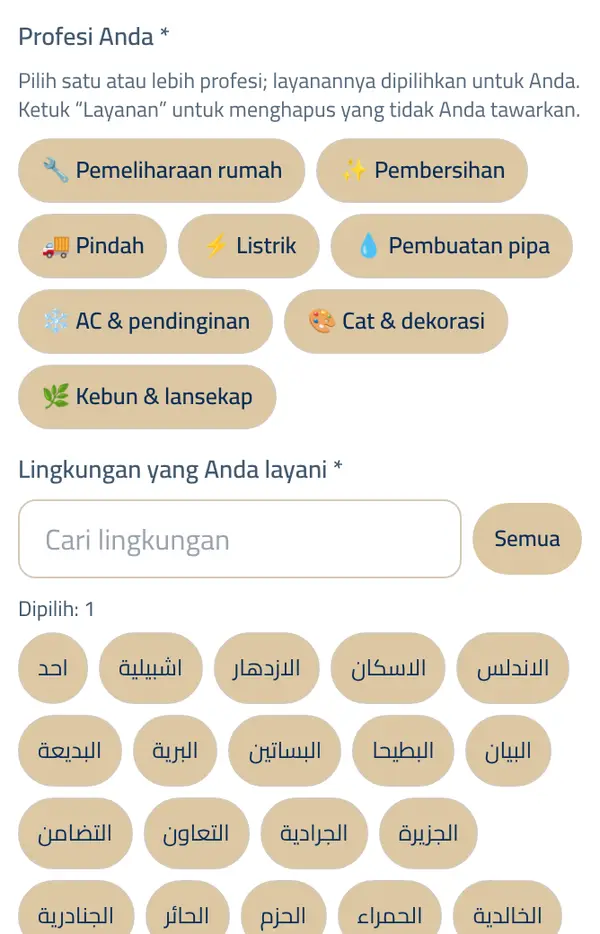 Profesi Anda *
Pilih satu atau lebih profesi; layanannya dipilihkan untuk Anda.
Ketuk “Layanan” untuk menghapus yang tidak Anda tawarkan.
🔧 Pemeliharaan rumah ✨ Pembersihan
🚚 Pindah ⚡ Listrik 💧 Pembuatan pipa
❄️ AC & pendinginan 🎨 Cat & dekorasi
🌿 Kebun & lansekap
Lingkungan yang Anda layani *
Cari lingkungan Semua
Dipilih: 1
احد اشبيلية الازدهار الاسكان الاندلس
البديعة البرية البساتين البطيحا البيان
التضامن التعاون الجرادية الجزيرة
الجنادرية الحائر الحزم الحمراء الخالدية